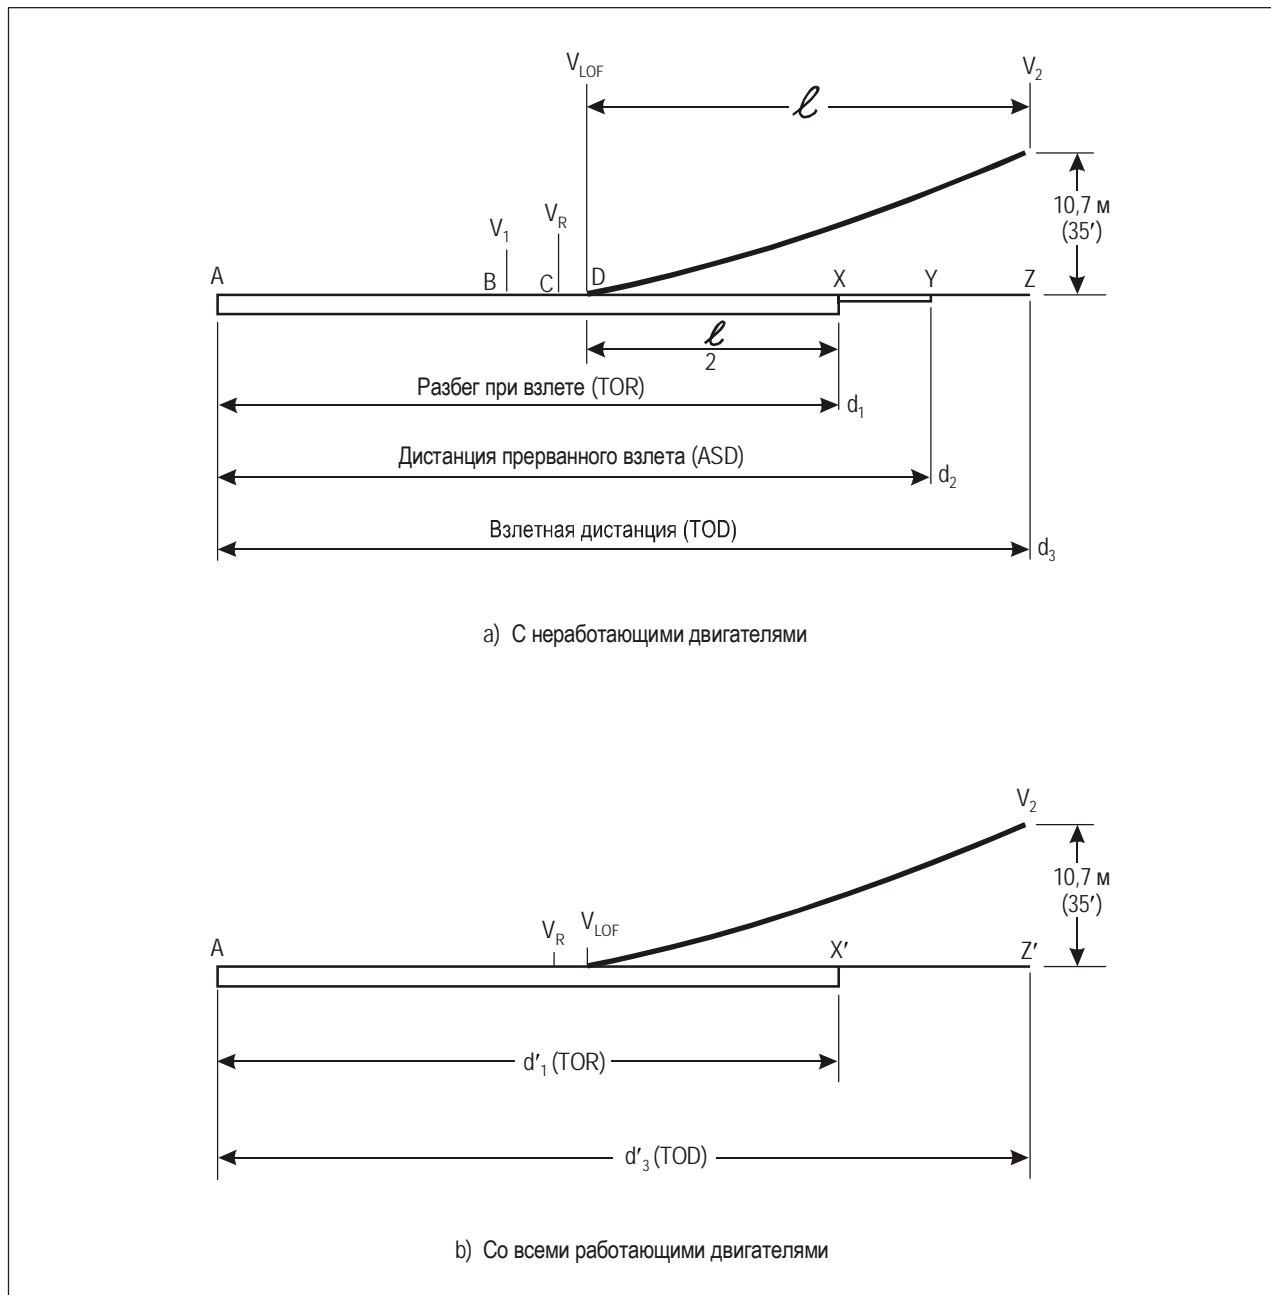 V_LOF
V_2
ℓ
10,7 м
(35′)
V_1
V_R
A
B
C
D
X
Y
Z
ℓ
2
Разбег при взлете (TOR)
d_1
Дистанция прерванного взлета (ASD)
d_2
Взлетная дистанция (TOD)
d_3
a) С неработающими двигателями
V_2
10,7 м
(35′)
V_R
V_LOF
A
X′
Z′
d′_1 (TOR)
d′_3 (TOD)
b) Со всеми работающими двигателями